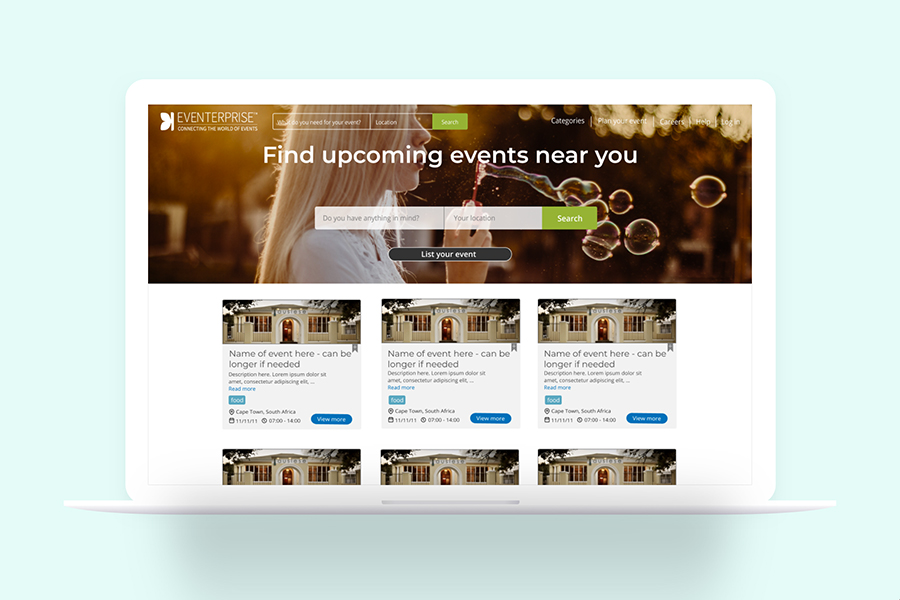 EVENTERPRISE™
CONNECTING THE WORLD OF EVENTS
What do you need for your event? Location Search
Categories Plan your event Careers Help Log in
Find upcoming events near you
Do you have anything in mind? Your location Search
List your event
Name of event here - can be
longer if needed
Description here. Lorem ipsum dolor sit
amet, consectetur adipiscing elit, ...
Read more
food
Cape Town, South Africa
11/11/11 07:00 - 14:00 View more
Name of event here - can be
longer if needed
Description here. Lorem ipsum dolor sit
amet, consectetur adipiscing elit, ...
Read more
food
Cape Town, South Africa
11/11/11 07:00 - 14:00 View more
Name of event here - can be
longer if needed
Description here. Lorem ipsum dolor sit
amet, consectetur adipiscing elit, ...
Read more
food
Cape Town, South Africa
11/11/11 07:00 - 14:00 View more